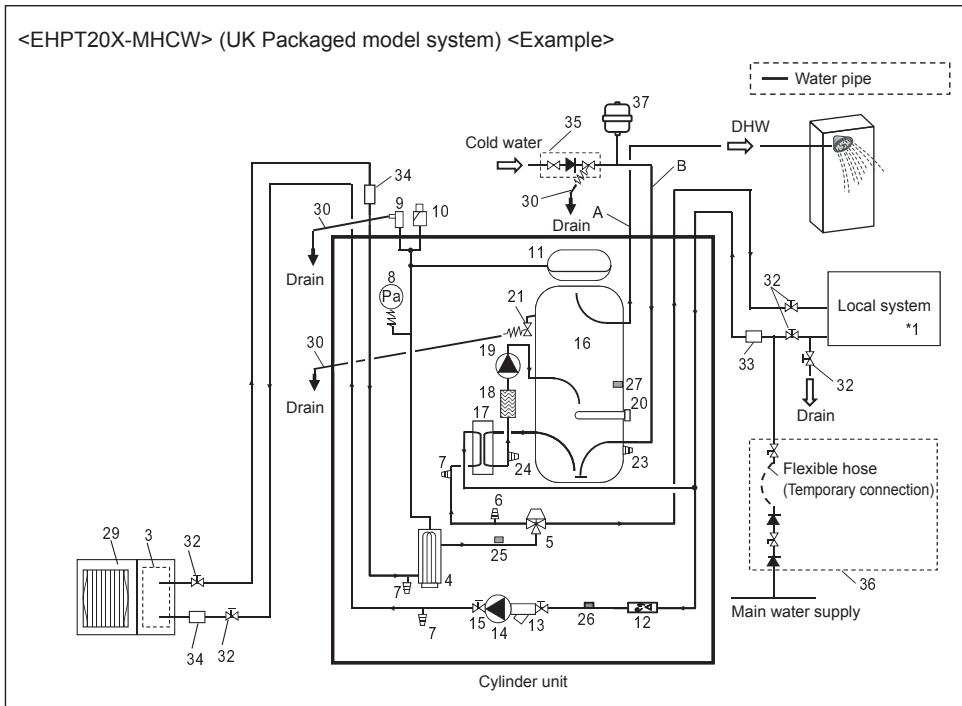 <EHPT20X-MHCW> (UK Packaged model system) <Example>
Water pipe
37
35
DHW
Cold water
B
34
30
A
9
10
30
Drain
Drain
11
8
Pa
21
32
Local system
*1
16
19
33
30
27
32
18
20
Drain
Drain
17
7
24
23
Flexible hose
(Temporary connection)
6
29
3
32
5
25
4
7
36
Main water supply
34
32
7
15
14
13
26
12
Cylinder unit